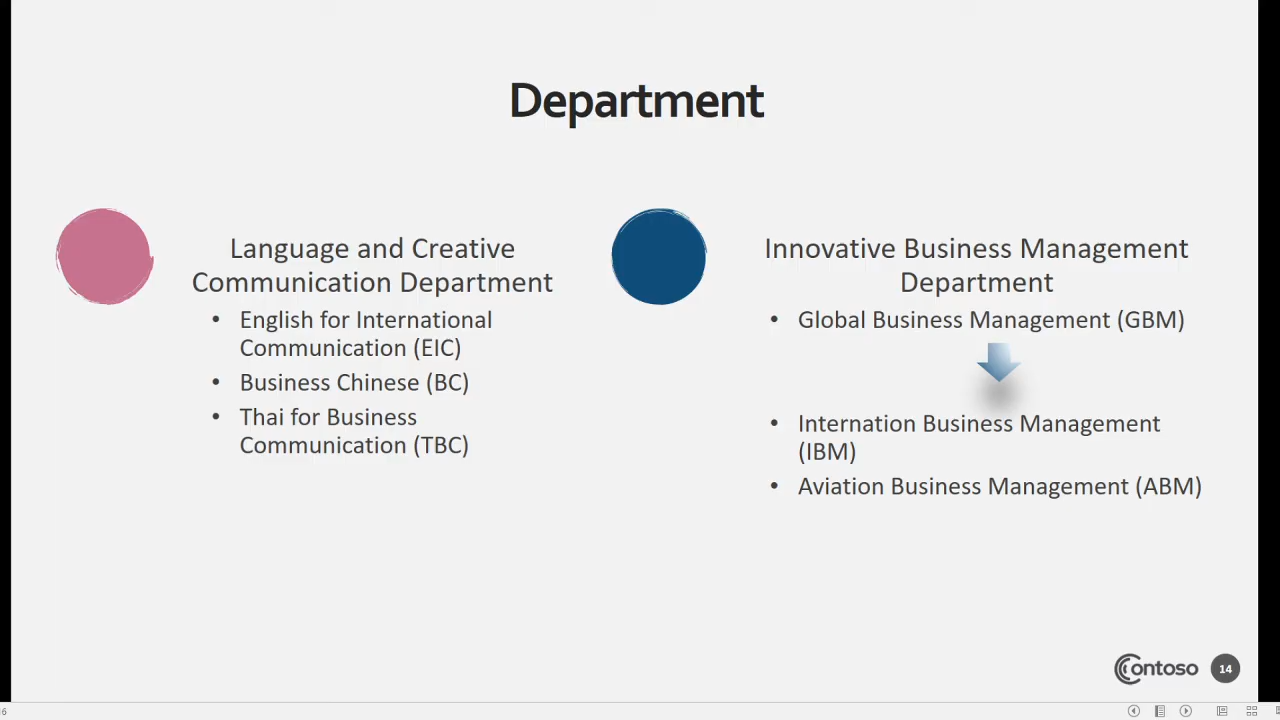 Department
Language and Creative
Communication Department
• English for International
Communication (EIC)
• Business Chinese (BC)
• Thai for Business
Communication (TBC)
Innovative Business Management
Department
• Global Business Management (GBM)
• Internation Business Management
(IBM)
• Aviation Business Management (ABM)
Contoso
14